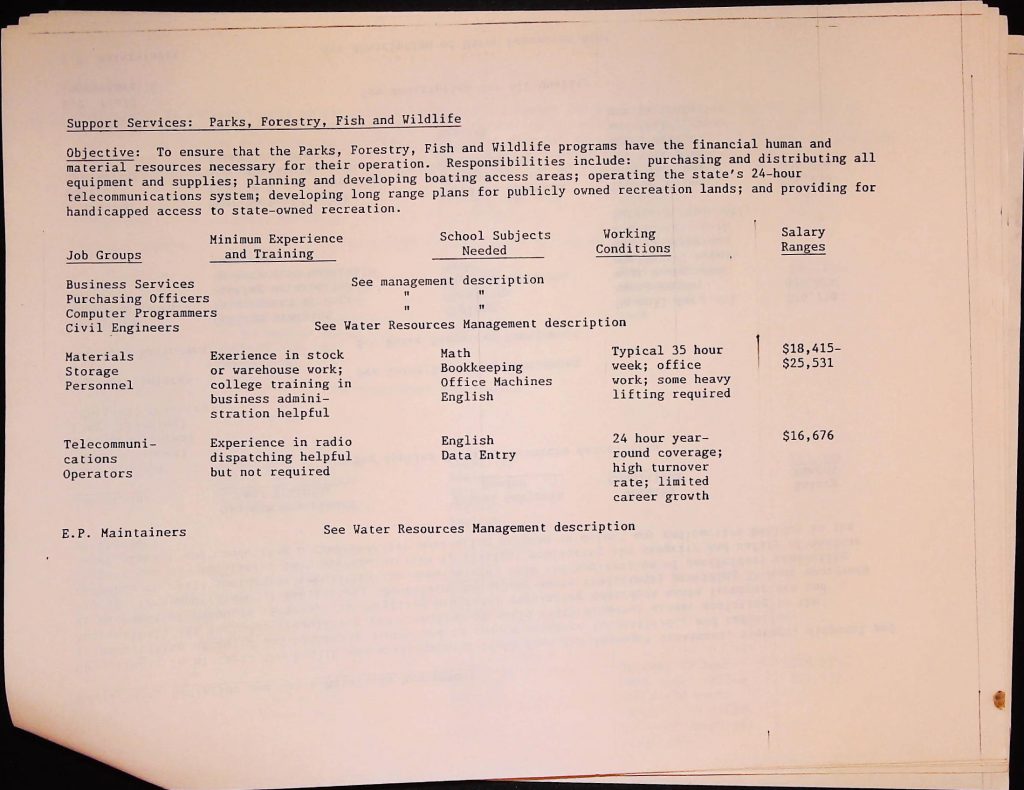 Support Services: Parks, Forestry, Fish and Wildlife
Objective: To ensure that the Parks, Forestry, Fish and Wildlife programs have the financial human and
material resources necessary for their operation. Responsibilities include: purchasing and distributing all
equipment and supplies; planning and developing boating access areas; operating the state's 24-hour
telecommunications system; developing long range plans for publicly owned recreation lands; and providing for
handicapped access to state-owned recreation.
Minimum Experience School Subjects Working Salary
Job Groups and Training Needed Conditions Ranges
Business Services See management description
Purchasing Officers " "
Computer Programmers " "
Civil Engineers See Water Resources Management description
Materials Exerience in stock Math Typical 35 hour $18,415-
Storage or warehouse work; Bookkeeping week; office $25,531
Personnel college training in Office Machines work; some heavy
business admini- English lifting required
stration helpful
Telecommuni- Experience in radio English 24 hour year- $16,676
cations dispatching helpful Data Entry round coverage;
Operators but not required high turnover
rate; limited
career growth
E.P. Maintainers See Water Resources Management description